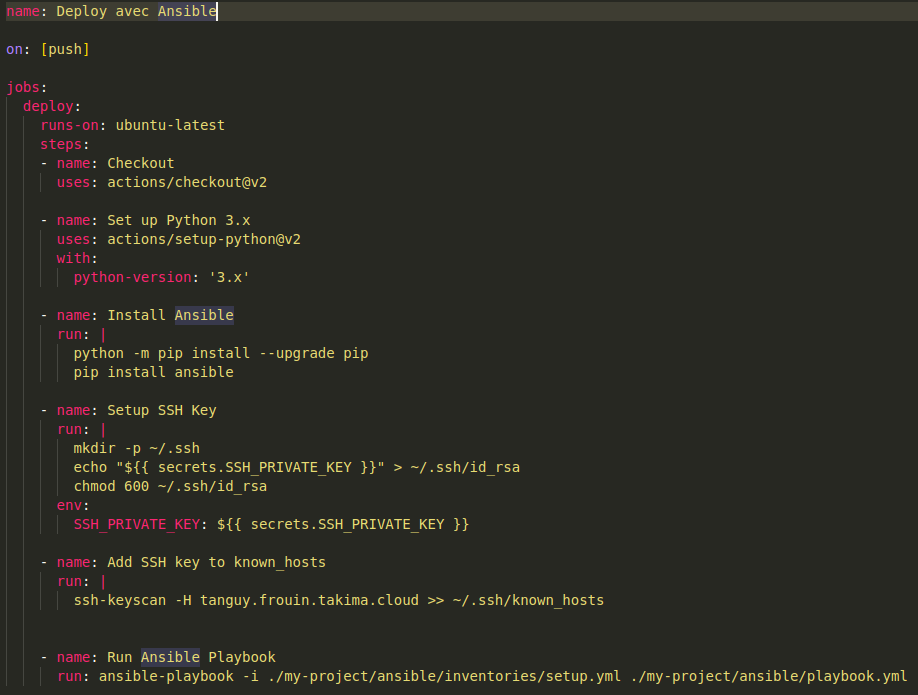 name: Deploy avec Ansible
on: [push]
jobs:
deploy:
runs-on: ubuntu-latest
steps:
- name: Checkout
uses: actions/checkout@v2
- name: Set up Python 3.x
uses: actions/setup-python@v2
with:
python-version: '3.x'
- name: Install Ansible
run: |
python -m pip install --upgrade pip
pip install ansible
- name: Setup SSH Key
run: |
mkdir -p ~/.ssh
echo "${{ secrets.SSH_PRIVATE_KEY }}" > ~/.ssh/id_rsa
chmod 600 ~/.ssh/id_rsa
env:
SSH_PRIVATE_KEY: ${{ secrets.SSH_PRIVATE_KEY }}
- name: Add SSH key to known_hosts
run: |
ssh-keyscan -H tanguy.frouin.takima.cloud >> ~/.ssh/known_hosts
- name: Run Ansible Playbook
run: ansible-playbook -i ./my-project/ansible/inventories/setup.yml ./my-project/ansible/playbook.yml